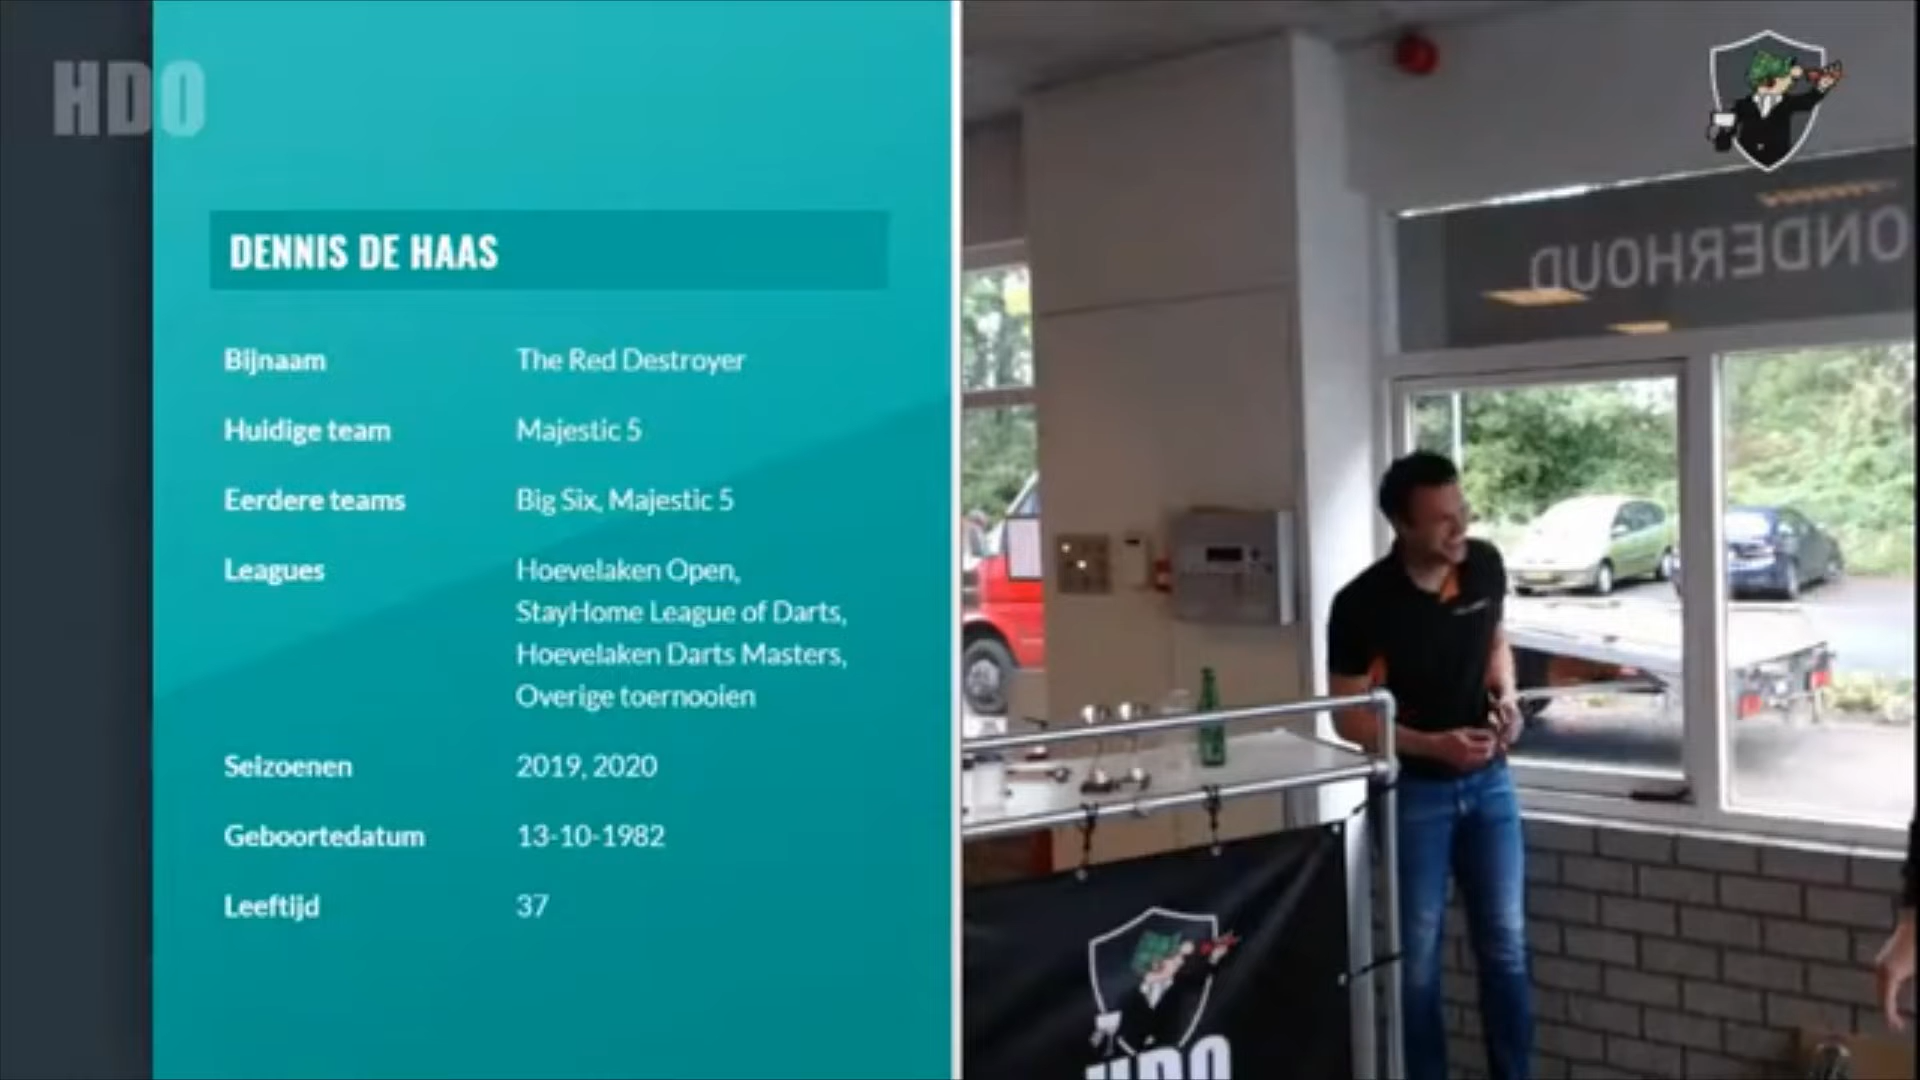 HDO
DENNIS DE HAAS
Bijnaam The Red Destroyer
Huidige team Majestic 5
Eerdere teams Big Six, Majestic 5
Leagues Hoevelaken Open,
StayHome League of Darts,
Hoevelaken Darts Masters,
Overige toernooien
Seizoenen 2019, 2020
Geboortedatum 13-10-1982
Leeftijd 37
ONDERHOUD
HDO